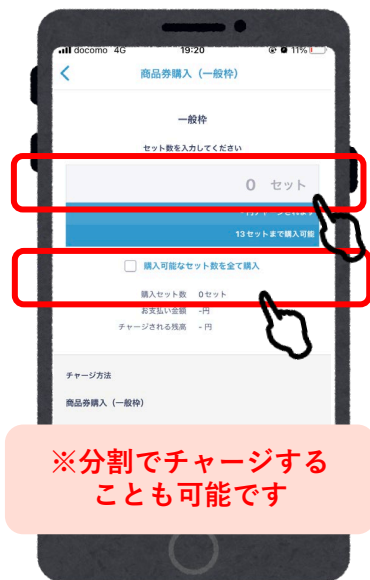 docomo 4G 19:20 11%
商品券購入（一般枠）
一般枠
セット数を入力してください
0 セット
13セットまで購入可能
購入可能なセット数を全て購入
購入セット数 0セット
お支払い金額 -円
チャージされる残高 - 円
チャージ方法
商品券購入（一般枠）
※分割でチャージする
ことも可能です